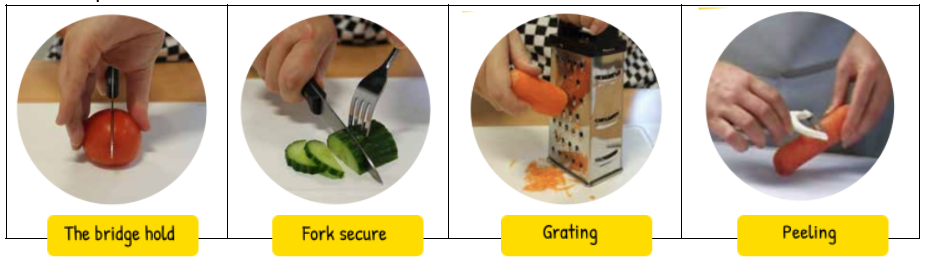 The bridge hold
Fork secure
Grating
Peeling